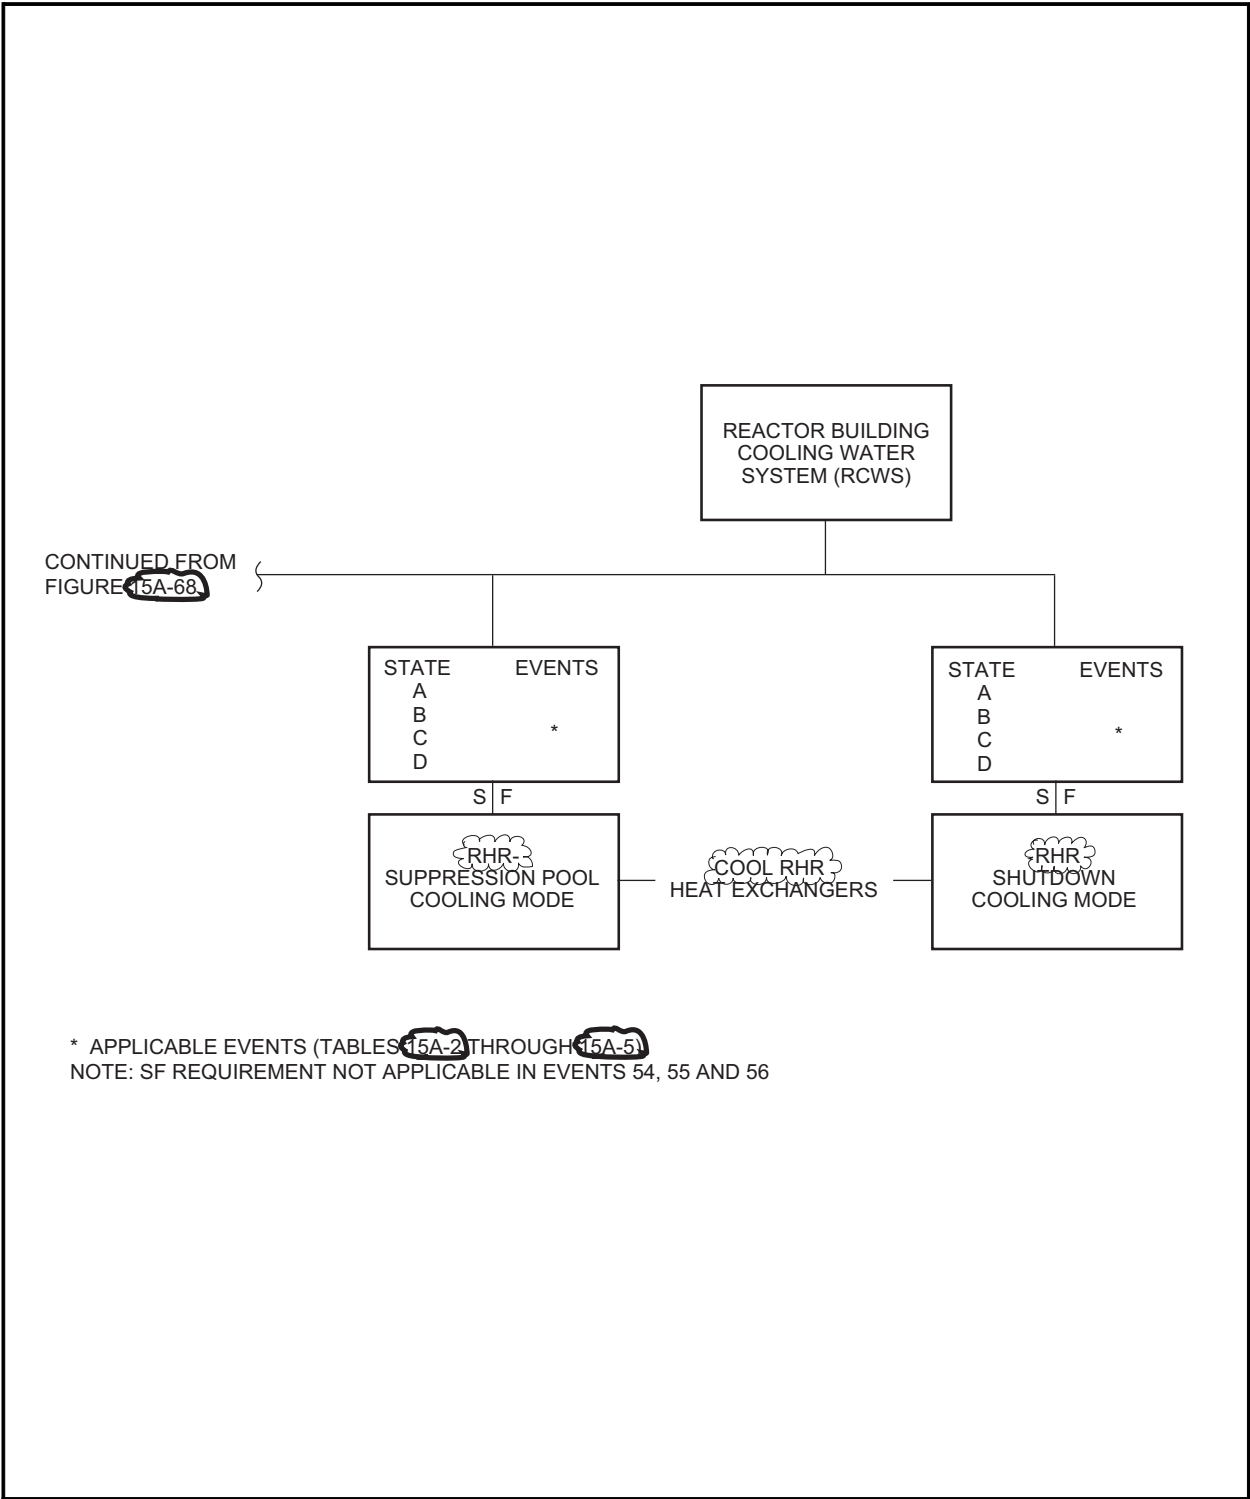 REACTOR BUILDING
COOLING WATER
SYSTEM (RCWS)
CONTINUED FROM
FIGURE 15A-68
STATE EVENTS
A
B
C
D
*
S F
RHR-
SUPPRESSION POOL
COOLING MODE
COOL RHR
HEAT EXCHANGERS
STATE EVENTS
A
B
C
D
*
S F
RHR
SHUTDOWN
COOLING MODE
* APPLICABLE EVENTS (TABLES 15A-2 THROUGH 15A-5)
NOTE: SF REQUIREMENT NOT APPLICABLE IN EVENTS 54, 55 AND 56